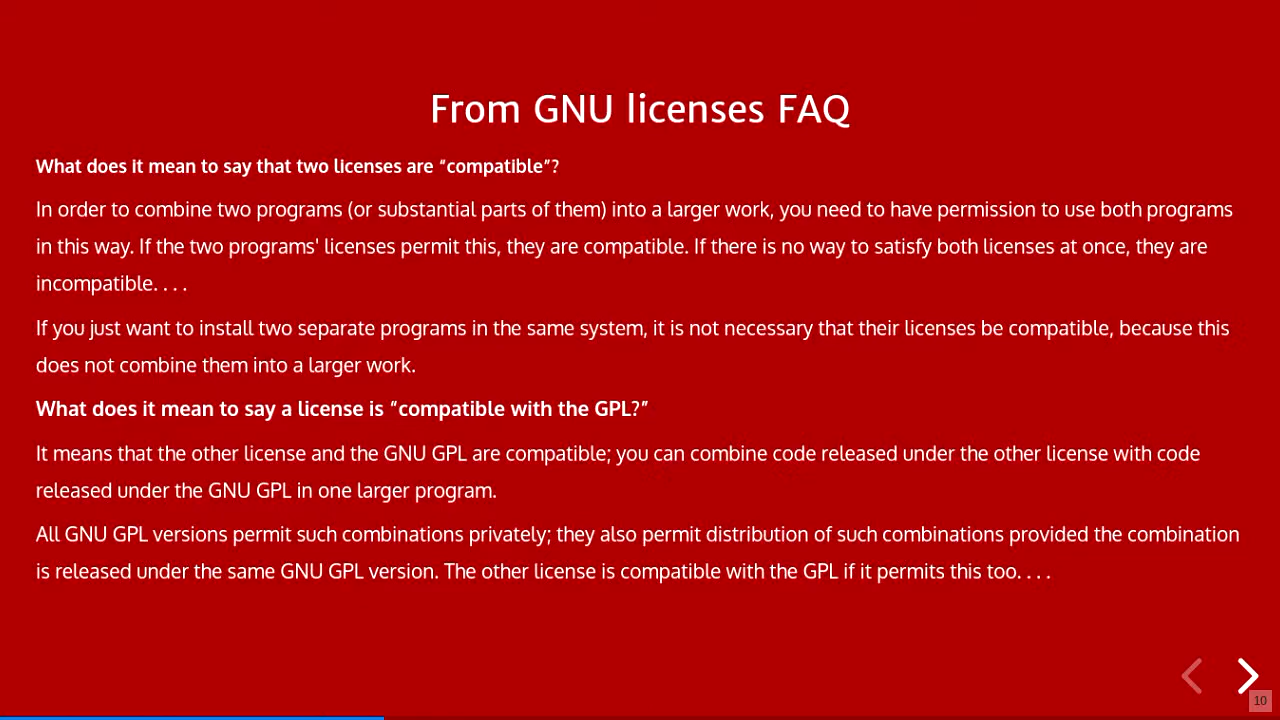 From GNU licenses FAQ
What does it mean to say that two licenses are “compatible”?
In order to combine two programs (or substantial parts of them) into a larger work, you need to have permission to use both programs
in this way. If the two programs' licenses permit this, they are compatible. If there is no way to satisfy both licenses at once, they are
incompatible. . . .
If you just want to install two separate programs in the same system, it is not necessary that their licenses be compatible, because this
does not combine them into a larger work.
What does it mean to say a license is “compatible with the GPL?”
It means that the other license and the GNU GPL are compatible; you can combine code released under the other license with code
released under the GNU GPL in one larger program.
All GNU GPL versions permit such combinations privately; they also permit distribution of such combinations provided the combination
is released under the same GNU GPL version. The other license is compatible with the GPL if it permits this too. . . .
10